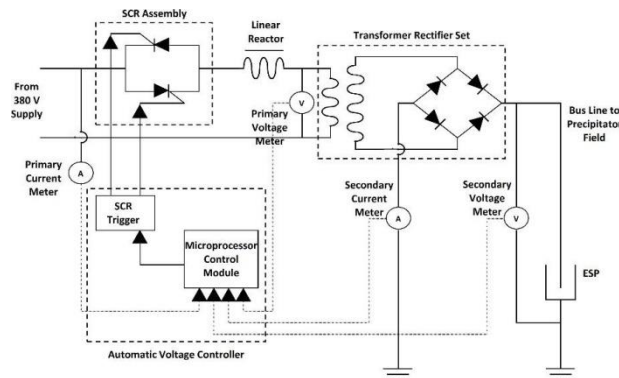 SCR Assembly
Linear
Reactor
Transformer Rectifier Set
From
380 V
Supply
V
Primary
Voltage
Meter
Bus Line to
Precipitator
Field
Primary
Current
Meter
A
Secondary
Current
Meter
A
Secondary
Voltage
Meter
V
SCR
Trigger
Microprocessor
Control
Module
ESP
Automatic Voltage Controller